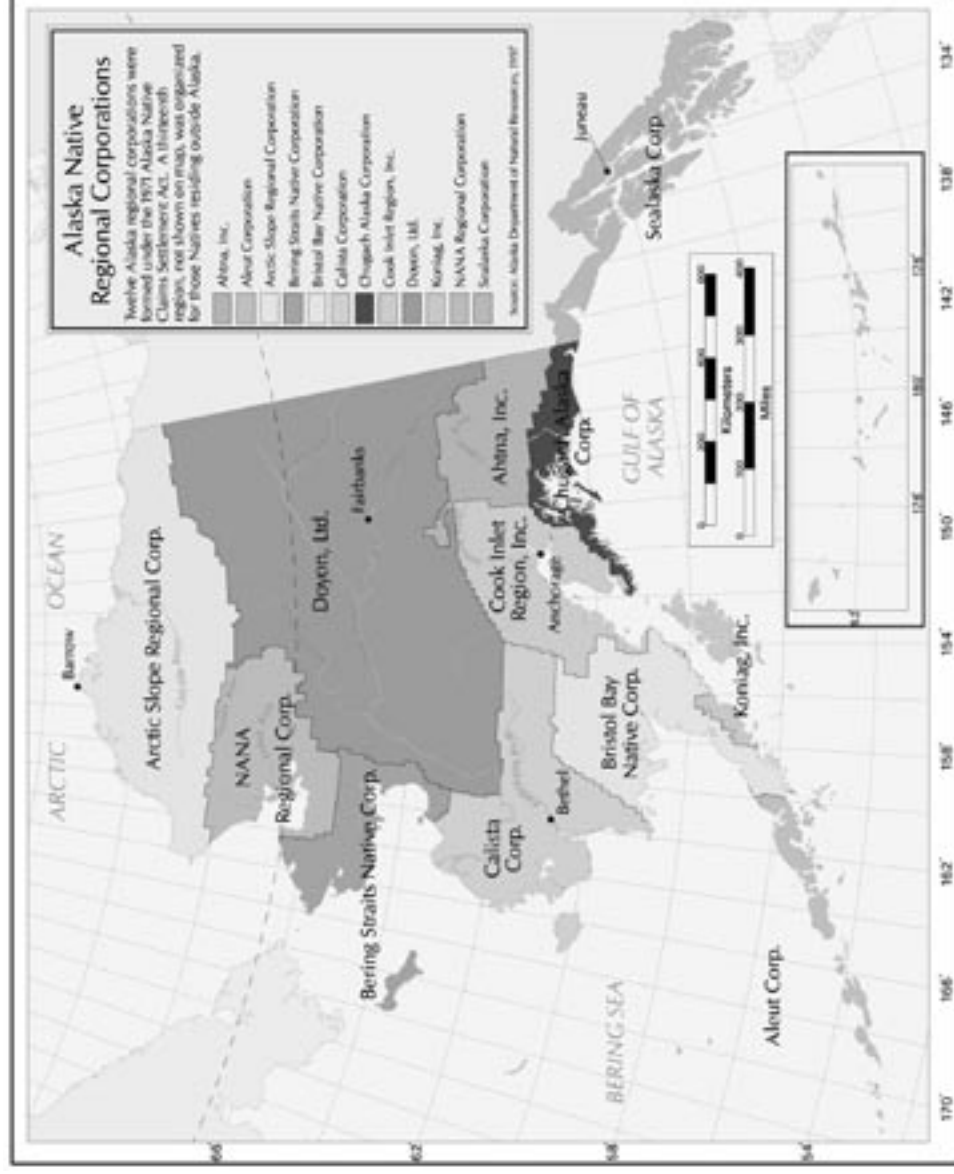 Alaska Native
Regional Corporations
Twelve Alaska regional corporations were
formed under the 1971 Alaska Native
Claims Settlement Act. A thirteenth
region, not shown on map, was organized
for those Natives residing outside Alaska.
Ahtna, Inc.
Aleut Corporation
Arctic Slope Regional Corporation
Bering Straits Native Corporation
Bristol Bay Native Corporation
Calista Corporation
Chugach Alaska Corporation
Cook Inlet Region, Inc.
Doyon, Ltd.
Koniag, Inc.
NANA Regional Corporation
Sealaska Corporation
Source: Alaska Department of Natural Resources, 1997
ARCTIC OCEAN
Barrow
Arctic Slope Regional Corp.
NANA
Regional Corp.
Doyon, Ltd.
Fairbanks
Bering Straits Native Corp.
Calista
Corp.
Bethel
Cook Inlet
Region, Inc.
Anchorage
Ahtna, Inc.
Chugach Alaska
Corp.
Bristol Bay
Native Corp.
Koniag, Inc.
Juneau
Sealaska Corp
GULF OF
ALASKA
BERING SEA
Aleut Corp.
Kilometers
Miles
66
62
58
54
170°
166°
162°
158°
154°
150°
146°
142°
138°
134°
180°